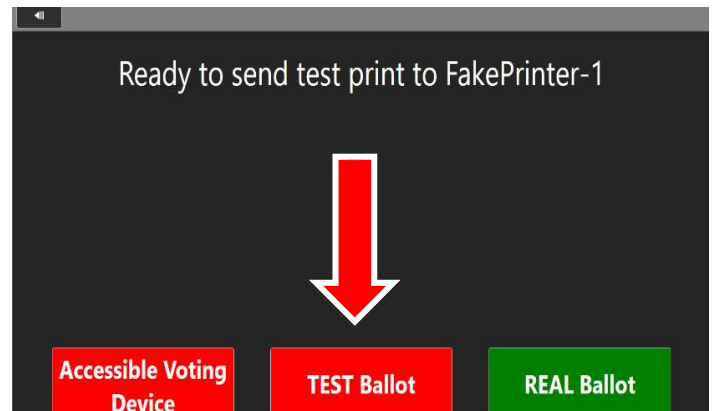 Ready to send test print to FakePrinter-1
Accessible Voting
Device
TEST Ballot
REAL Ballot